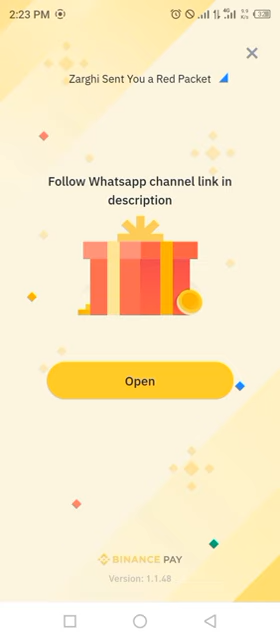 2:23 PM
Zarghi Sent You a Red Packet
Follow Whatsapp channel link in
description
Open
BINANCE PAY
Version: 1.1.48